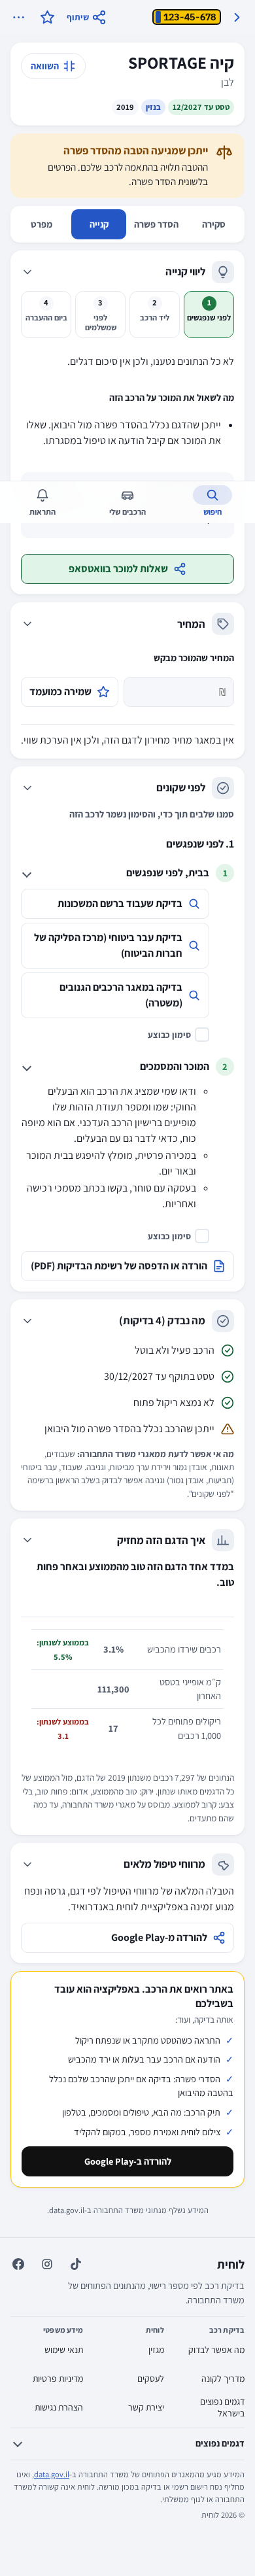 123-45-678
שיתוף
קיה SPORTAGE
לבן
השוואה
טסט עד 12/2027
בנזין
2019
ייתכן שמגיעה הטבה מהסדר פשרה
ההטבה תלויה בהתאמה לרכב שלכם. הפרטים
בלשונית הסדר פשרה.
סקירה
הסדר פשרה
קנייה
מפרט
ליווי קנייה
1
לפני שנפגשים
2
ליד הרכב
3
לפני
שמשלמים
4
ביום ההעברה
לא כל הנתונים נטענו, ולכן אין סיכום דגלים.
מה לשאול את המוכר על הרכב הזה
ייתכן שהדגם נכלל בהסדר פשרה מול היבואן. שאלו
את המוכר אם קיבל הודעה או טיפול במסגרתו.
חיפוש
הרכבים שלי
התראות
שאלות למוכר בוואטסאפ
המחיר
המחיר שהמוכר מבקש
₪
שמירה כמועמד
אין במאגר מחיר מחירון לדגם הזה, ולכן אין הערכת שווי.
לפני שקונים
סמנו שלבים תוך כדי, והסימון נשמר לרכב הזה
1. לפני שנפגשים
1
בבית, לפני שנפגשים
בדיקת שעבוד ברשם המשכונות
בדיקת עבר ביטוחי (מרכז הסליקה של
חברות הביטוח)
בדיקה במאגר הרכבים הגנובים
(משטרה)
סימון כבוצע
2
המוכר והמסמכים
ודאו שמי שמציג את הרכב הוא הבעלים
החוקי: שמו ומספר תעודת הזהות שלו
מופיעים ברישיון הרכב העדכני. אם הוא מיופה
כוח, כדאי לדבר גם עם הבעלים.
במכירה פרטית, מומלץ להיפגש בבית המוכר
ובאור יום.
בעסקה עם סוחר, בקשו בכתב מסמכי רכישה
ואחריות.
סימון כבוצע
הורדה או הדפסה של רשימת הבדיקות (PDF)
מה נבדק (4 בדיקות)
הרכב פעיל ולא בוטל
טסט בתוקף עד 30/12/2027
לא נמצא ריקול פתוח
ייתכן שהרכב נכלל בהסדר פשרה מול היבואן
מה אי אפשר לדעת ממאגרי משרד התחבורה: שעבודים,
תאונות, אובדן גמור וירידת ערך מביטוח, וגניבה. שעבוד, עבר ביטוחי
(תביעות, אובדן גמור) וגניבה אפשר לבדוק בשלב הראשון ברשימה
"לפני שקונים".
איך הדגם הזה מחזיק
במדד אחד הדגם הזה טוב מהממוצע ובאחר פחות
טוב.
רכבים שירדו מהכביש
3.1%
בממוצע לשנתון:
5.5%
ק״מ אופייני בטסט
האחרון
111,300
ריקולים פתוחים לכל
1,000 רכבים
17
בממוצע לשנתון:
3.1
הנתונים של 7,297 רכבים משנתון 2019 של הדגם, מול הממוצע של
כל הדגמים מאותו שנתון. ירוק: טוב מהממוצע, אדום: פחות טוב, בלי
צבע: קרוב לממוצע. מבוסס על מאגרי משרד התחבורה, עד כמה
שהם מתעדים.
מרווחי טיפול מלאים
הטבלה המלאה של מרווחי הטיפול לפי דגם, גרסה ונפח
מנוע זמינה באפליקציית לוחית באנדרואיד.
להורדה מ-Google Play
באתר רואים את הרכב. באפליקציה הוא עובד
בשבילכם
אותה בדיקה, ועוד:
✓ התראה כשהטסט מתקרב או שנפתח ריקול
✓ הודעה אם הרכב עבר בעלות או ירד מהכביש
✓ הסדרי פשרה: בדיקה אם ייתכן שהרכב שלכם נכלל
בהטבה מהיבואן
✓ תיק הרכב: מה הבא, טיפולים ומסמכים, בטלפון
✓ צילום לוחית ואמירת מספר, במקום להקליד
להורדה ב-Google Play
המידע נשלף מנתוני משרד התחבורה ב-data.gov.il.
לוחית
בדיקת רכב לפי מספר רישוי, מהנתונים הפתוחים של
משרד התחבורה.
בדיקת רכב
לוחית
מידע משפטי
מה אפשר לבדוק
מגזין
תנאי שימוש
מדריך לקונה
לעסקים
מדיניות פרטיות
דגמים נפוצים
בישראל
יצירת קשר
הצהרת נגישות
דגמים נפוצים
המידע מגיע מהמאגרים הפתוחים של משרד התחבורה ב-data.gov.il, ואינו
מחליף נסח רישום רשמי או בדיקה במכון מורשה. לוחית אינה קשורה למשרד
התחבורה או לגוף ממשלתי.
© 2026 לוחית